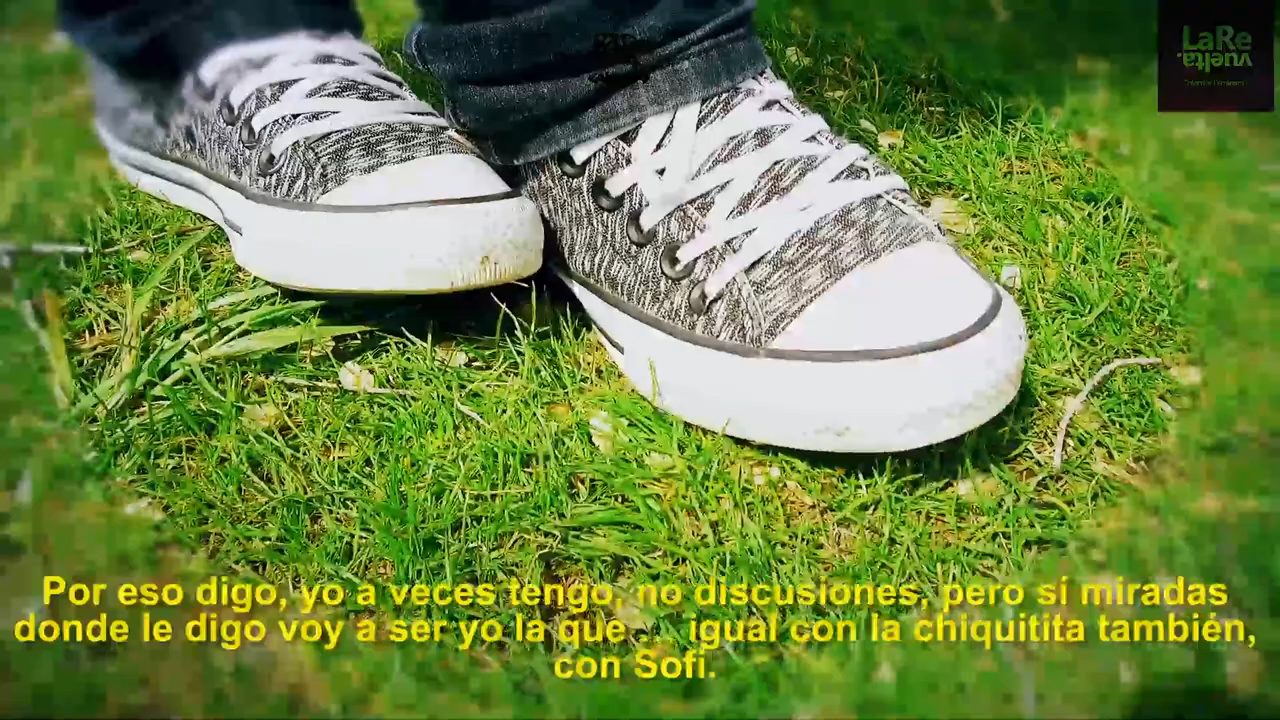 LaRe
vuelta.
Por eso digo, yo a veces tengo, no discusiones, pero sí miradas
donde le digo voy a ser yo la que ... igual con la chiquitita también,
con Sofi.